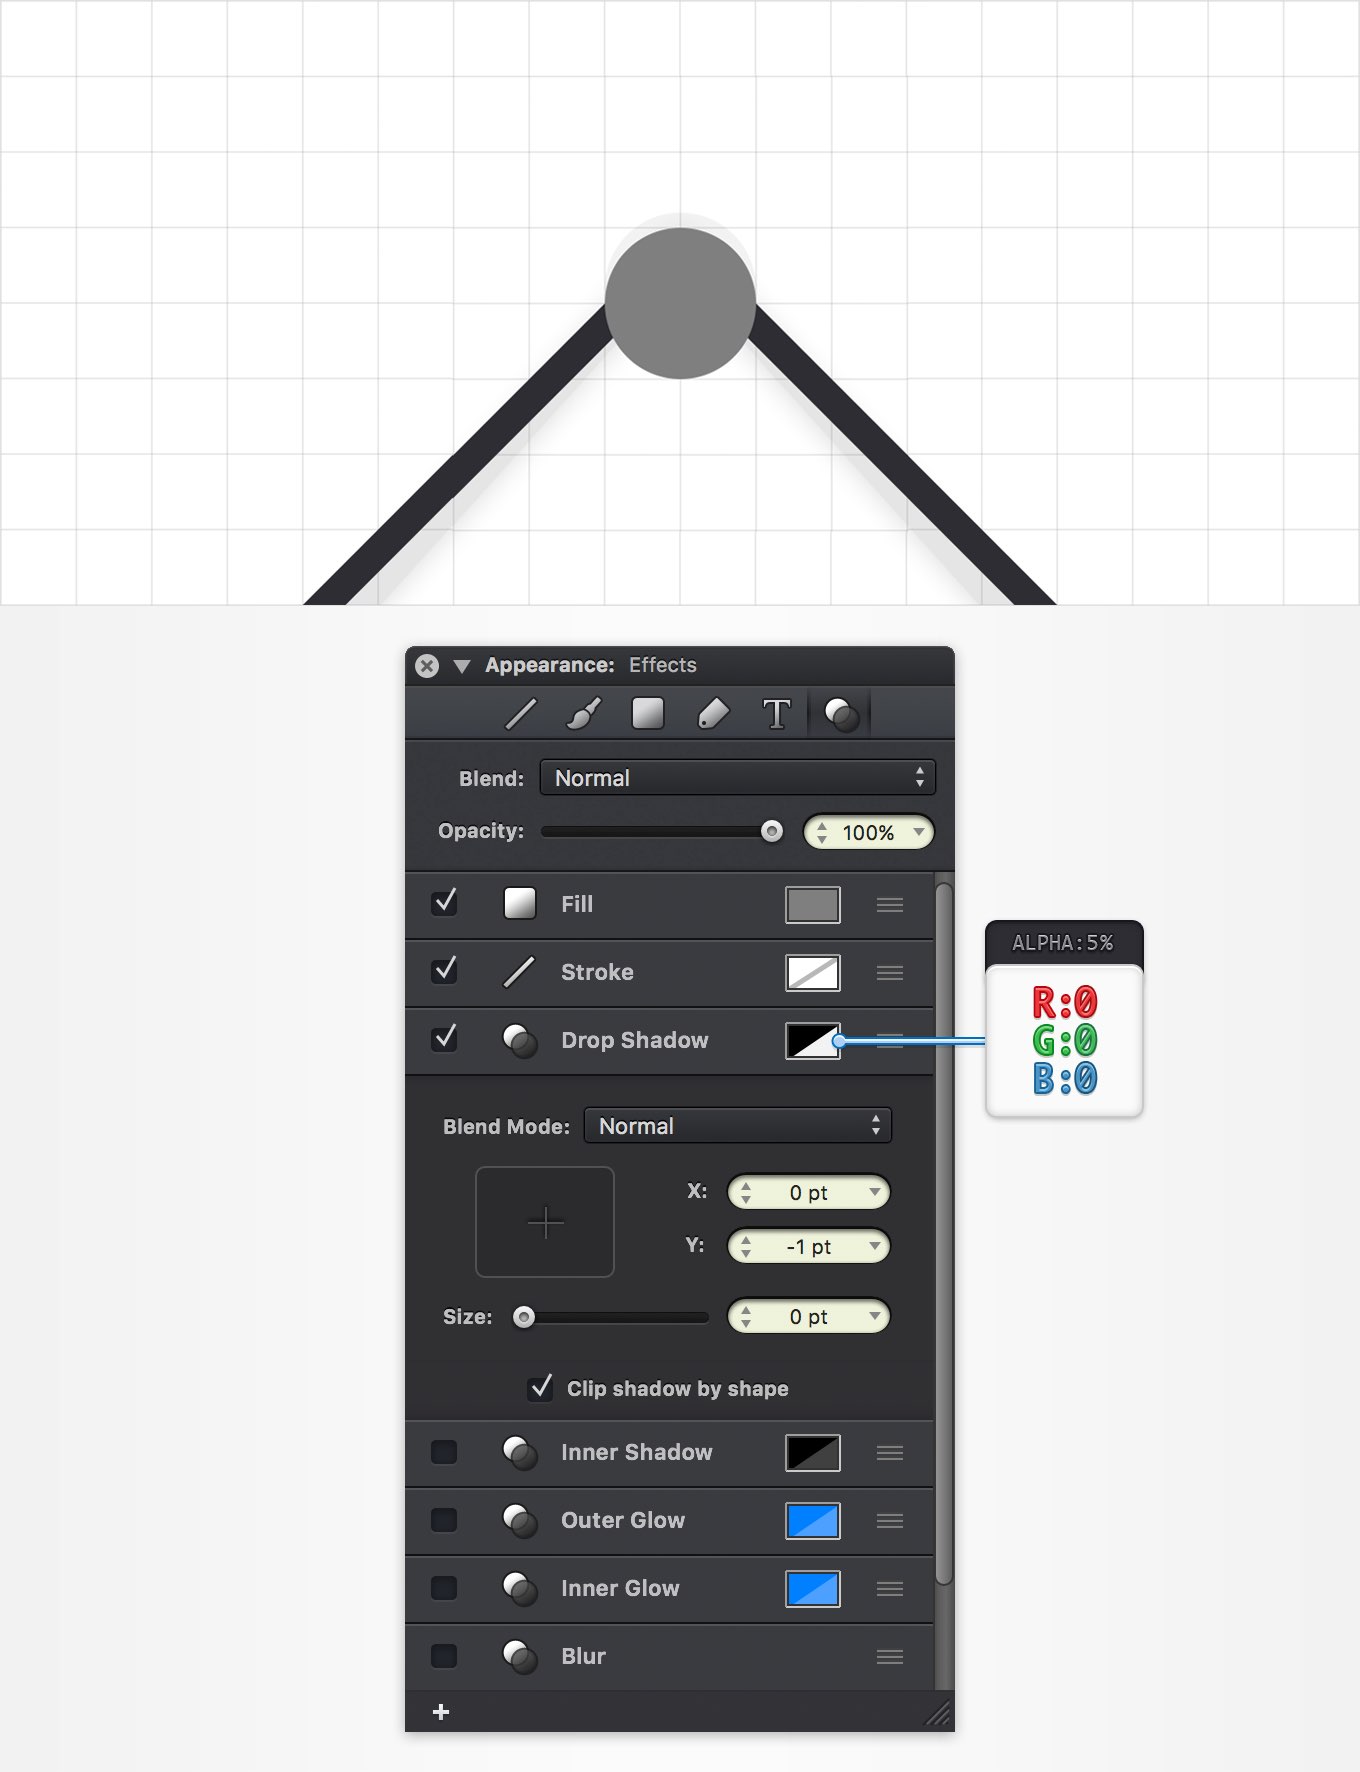 Appearance: Effects
T
Blend: Normal
Opacity: 100%
Fill
Stroke
Drop Shadow
ALPHA:5%
R:0
G:0
B:0
Blend Mode: Normal
X: 0 pt
Y: -1 pt
Size: 0 pt
Clip shadow by shape
Inner Shadow
Outer Glow
Inner Glow
Blur